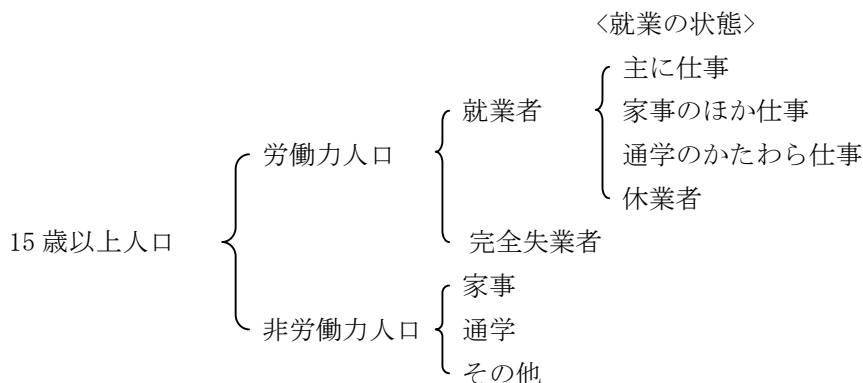 <就業の状態>
主に仕事
就業者
家事のほか仕事
労働力人口
通学のかたわら仕事
休業者
15歳以上人口
完全失業者
家事
非労働力人口
通学
その他